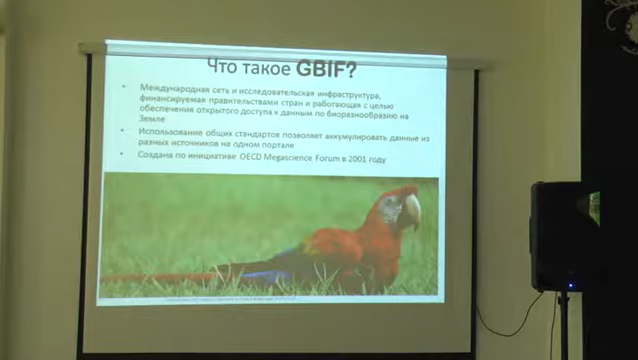 Что такое GBIF?
• Международная сеть и исследовательская инфраструктура,
финансируемая правительствами стран и работающая с целью
обеспечения открытого доступа к данным по биоразнообразию на
Земле
• Использование общих стандартов позволяет аккумулировать данные из
разных источников на одном портале
• Создана по инициативе OECD Megascience Forum в 2001 году